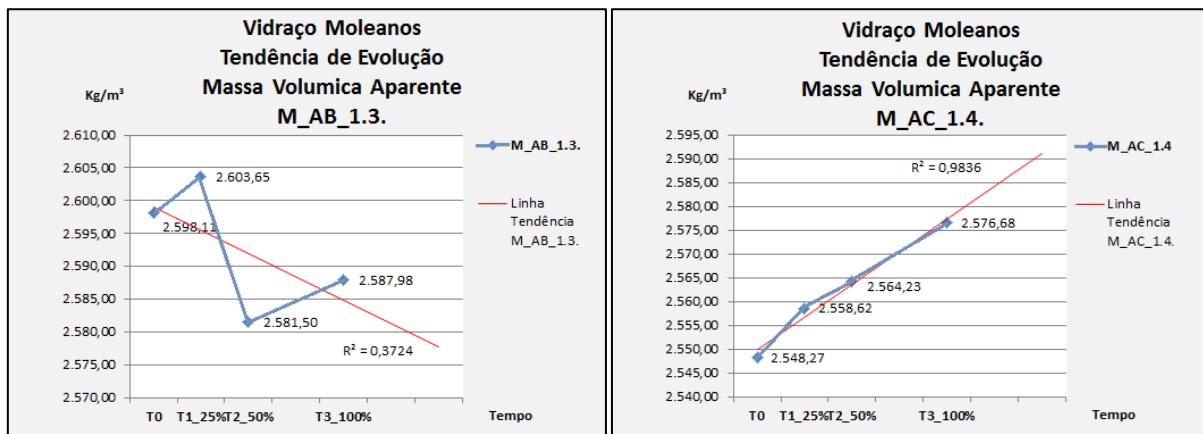 Vidraço Moleanos
Tendência de Evolução
Massa Volumica Aparente
M_AB_1.3.
Kg/m³
2.610,00
2.605,00
2.600,00
2.595,00
2.590,00
2.585,00
2.580,00
2.575,00
2.570,00
2.603,65
2.598,11
2.587,98
2.581,50
R² = 0,3724
M_AB_1.3.
Linha
Tendência
M_AB_1.3.
T0 T1_25% T2_50% T3_100% Tempo
Vidraço Moleanos
Tendência de Evolução
Massa Volumica Aparente
M_AC_1.4.
Kg/m³
2.595,00
2.590,00
2.585,00
2.580,00
2.575,00
2.570,00
2.565,00
2.560,00
2.555,00
2.550,00
2.545,00
2.540,00
R² = 0,9836
2.576,68
2.564,23
2.558,62
2.548,27
M_AC_1.4
Linha
Tendência
M_AC_1.4.
T0 T1_25% T2_50% T3_100% Tempo